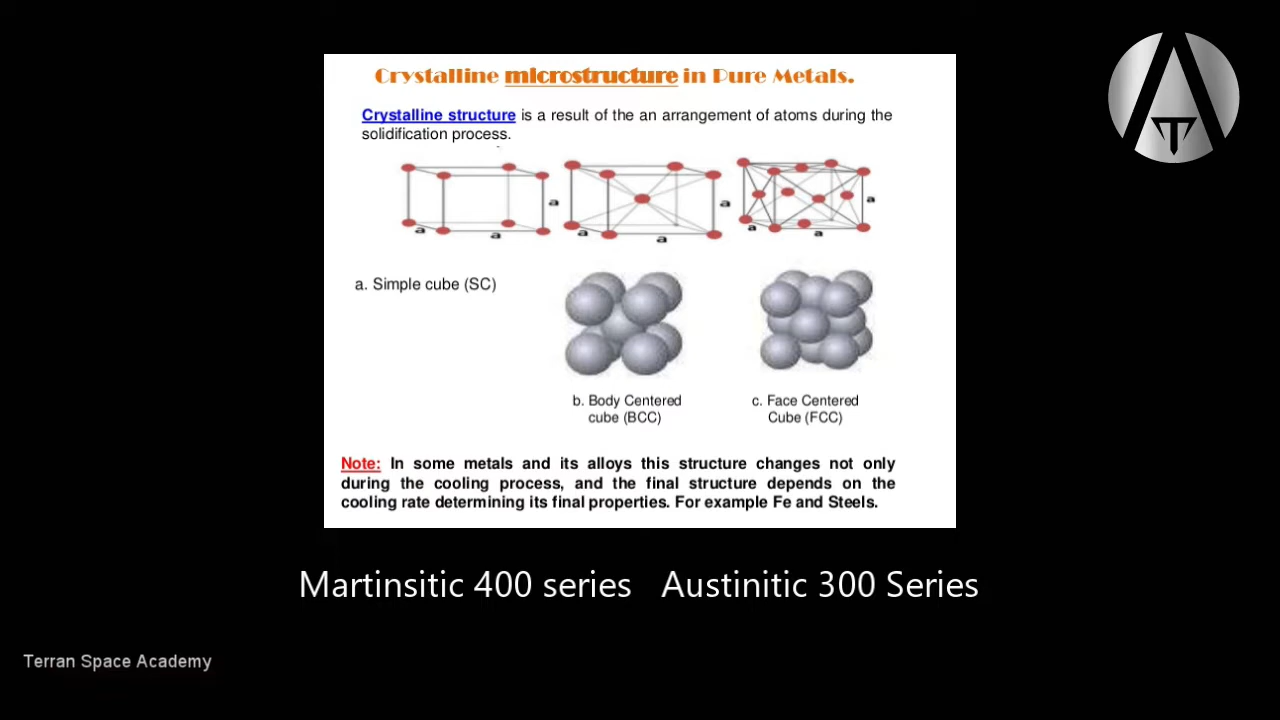 Crystalline microstructure in Pure Metals.
Crystalline structure is a result of the an arrangement of atoms during the
solidification process.
a
a
a
a
a
a
a
a
a
a. Simple cube (SC)
b. Body Centered
cube (BCC)
c. Face Centered
Cube (FCC)
Note: In some metals and its alloys this structure changes not only
during the cooling process, and the final structure depends on the
cooling rate determining its final properties. For example Fe and Steels.
Martinsitic 400 series Austinitic 300 Series
Terran Space Academy